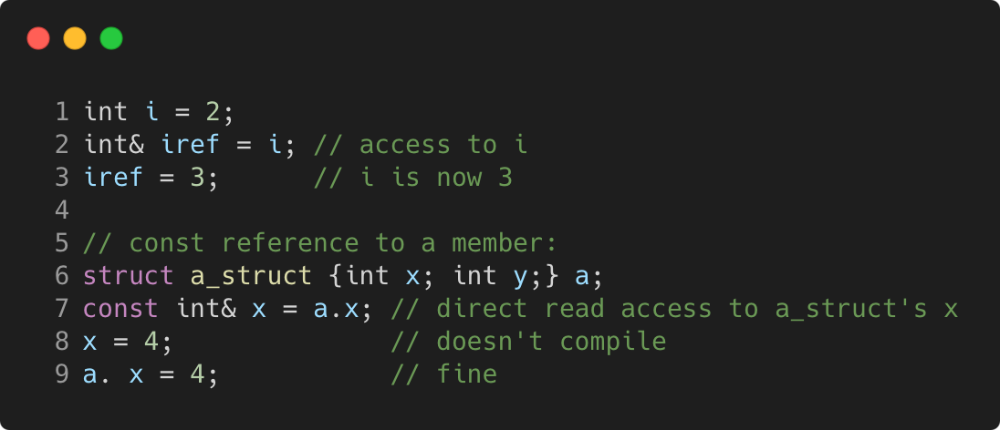 1 int i = 2;
2 int& iref = i; // access to i
3 iref = 3;      // i is now 3
4
5 // const reference to a member:
6 struct a_struct {int x; int y;} a;
7 const int& x = a.x; // direct read access to a_struct's x
8 x = 4;              // doesn't compile
9 a. x = 4;           // fine